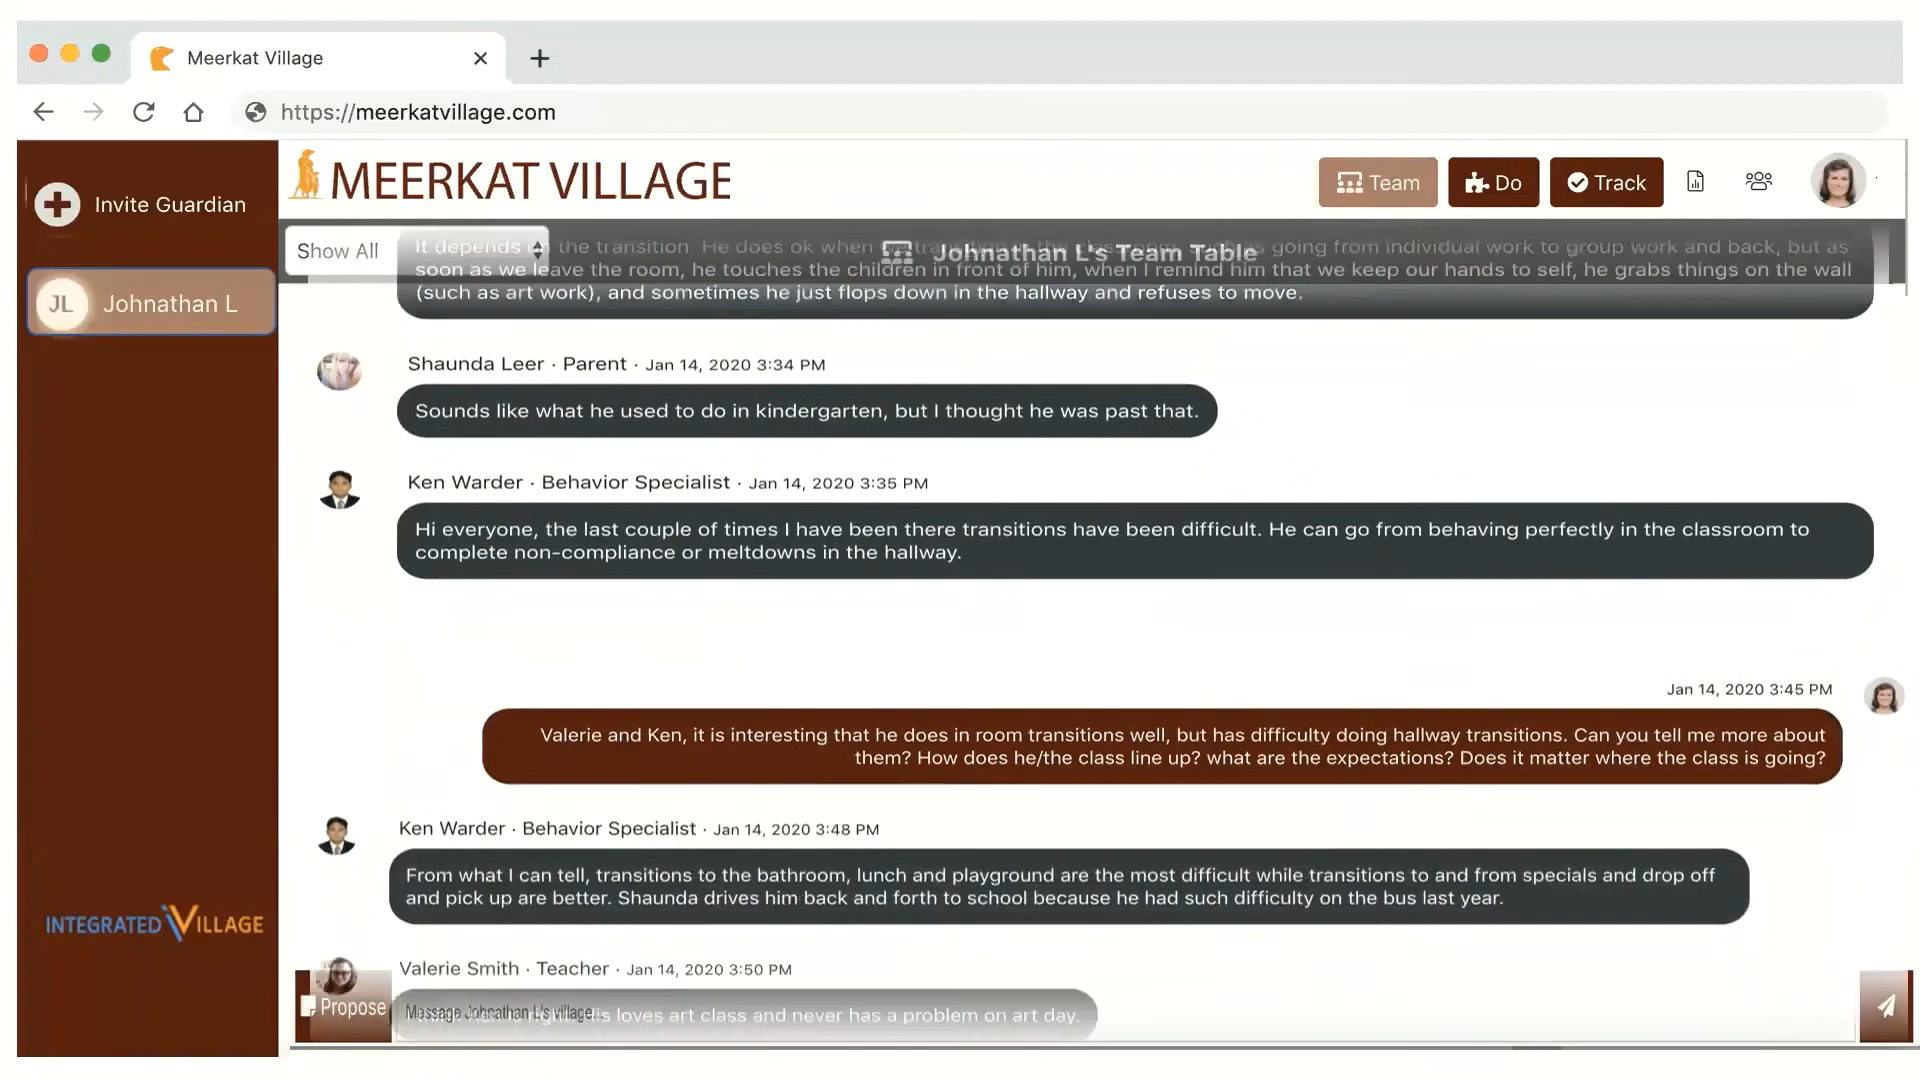 Meerkat Village
https://meerkatvillage.com
Invite Guardian
JL Johnathan L
INTEGRATED VILLAGE
MEERKAT VILLAGE
Team Do Track
Show All
Johnathan L's Team Table
It depends on the transition. He does ok when going from individual work to group work and back, but as
soon as we leave the room, he touches the children in front of him, when I remind him that we keep our hands to self, he grabs things on the wall
(such as art work), and sometimes he just flops down in the hallway and refuses to move.
Shaunda Leer · Parent · Jan 14, 2020 3:34 PM
Sounds like what he used to do in kindergarten, but I thought he was past that.
Ken Warder · Behavior Specialist · Jan 14, 2020 3:35 PM
Hi everyone, the last couple of times I have been there transitions have been difficult. He can go from behaving perfectly in the classroom to
complete non-compliance or meltdowns in the hallway.
Jan 14, 2020 3:45 PM
Valerie and Ken, it is interesting that he does in room transitions well, but has difficulty doing hallway transitions. Can you tell me more about
them? How does he/the class line up? what are the expectations? Does it matter where the class is going?
Ken Warder · Behavior Specialist · Jan 14, 2020 3:48 PM
From what I can tell, transitions to the bathroom, lunch and playground are the most difficult while transitions to and from specials and drop off
and pick up are better. Shaunda drives him back and forth to school because he had such difficulty on the bus last year.
Valerie Smith · Teacher · Jan 14, 2020 3:50 PM
Propose
Message Johnathan L's village
loves art class and never has a problem on art day.